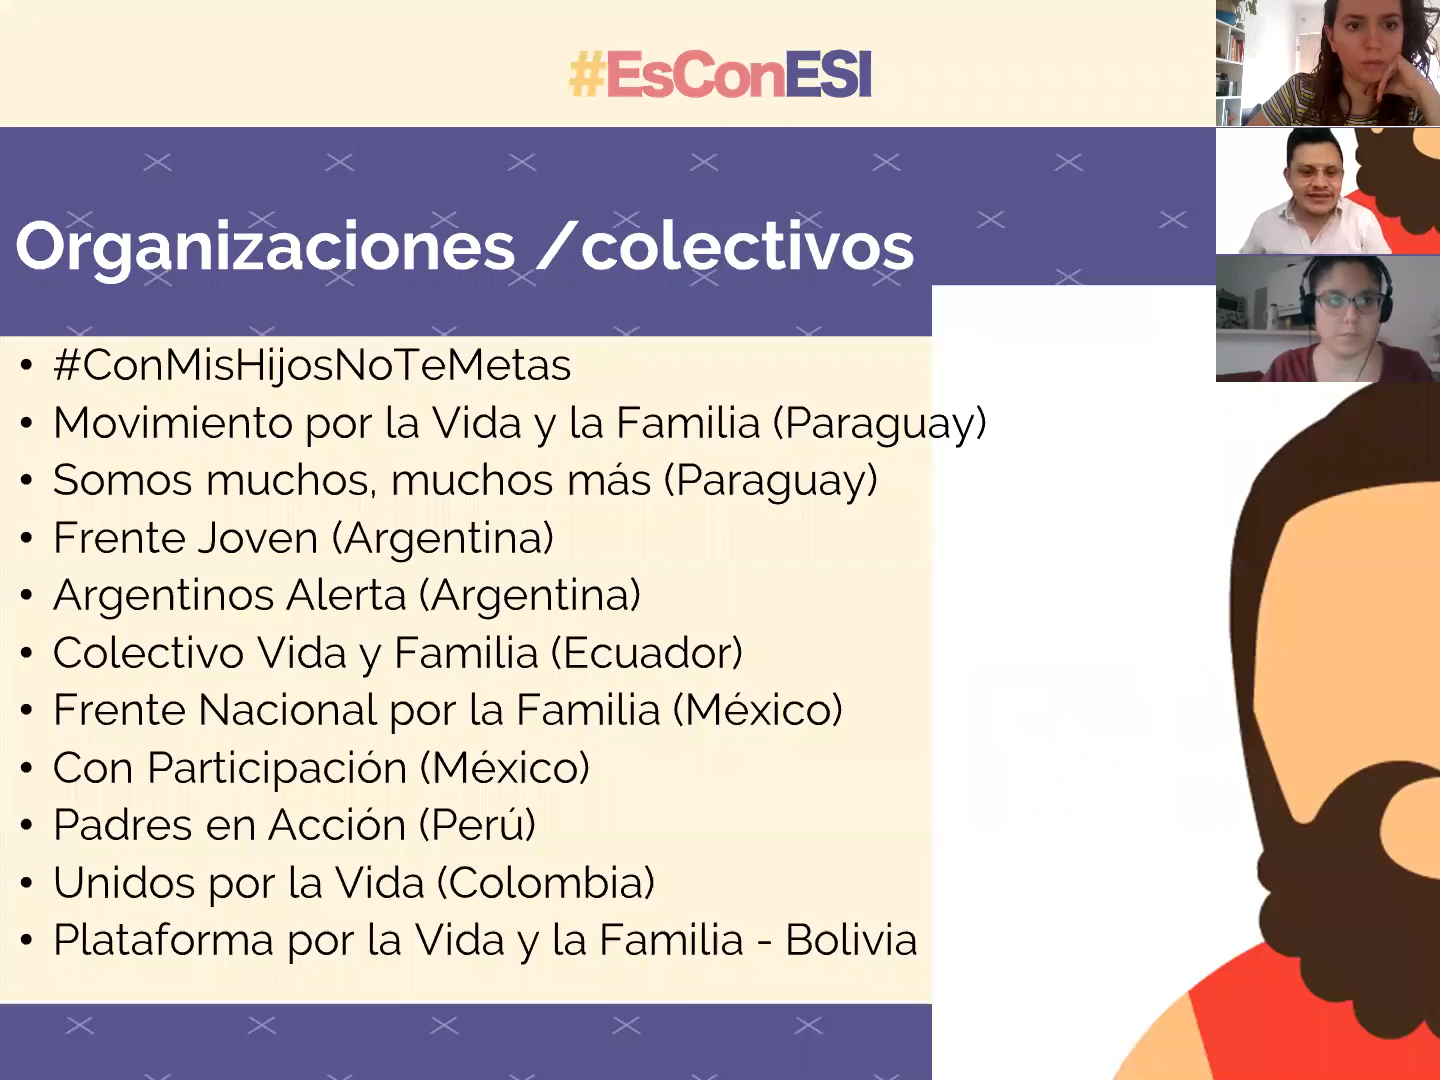 #EsConESI
Organizaciones /colectivos
• #ConMisHijosNoTeMetas
• Movimiento por la Vida y la Familia (Paraguay)
• Somos muchos, muchos más (Paraguay)
• Frente Joven (Argentina)
• Argentinos Alerta (Argentina)
• Colectivo Vida y Familia (Ecuador)
• Frente Nacional por la Familia (México)
• Con Participación (México)
• Padres en Acción (Perú)
• Unidos por la Vida (Colombia)
• Plataforma por la Vida y la Familia - Bolivia